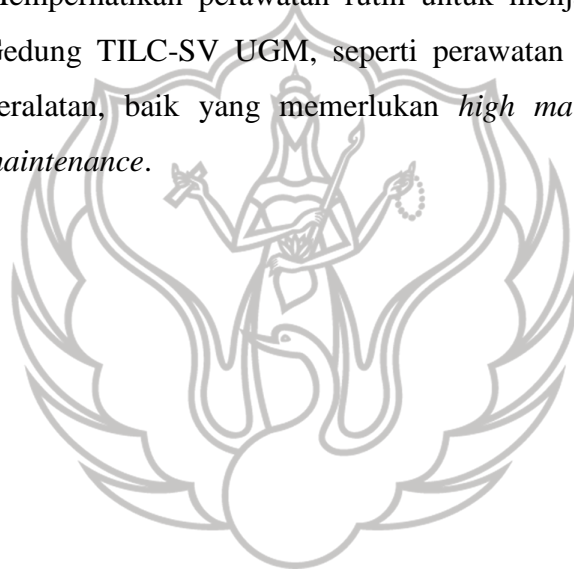 Memperhatikan perawatan rutin untuk menj
Gedung TILC-SV UGM, seperti perawatan
peralatan, baik yang memerlukan high ma
maintenance.